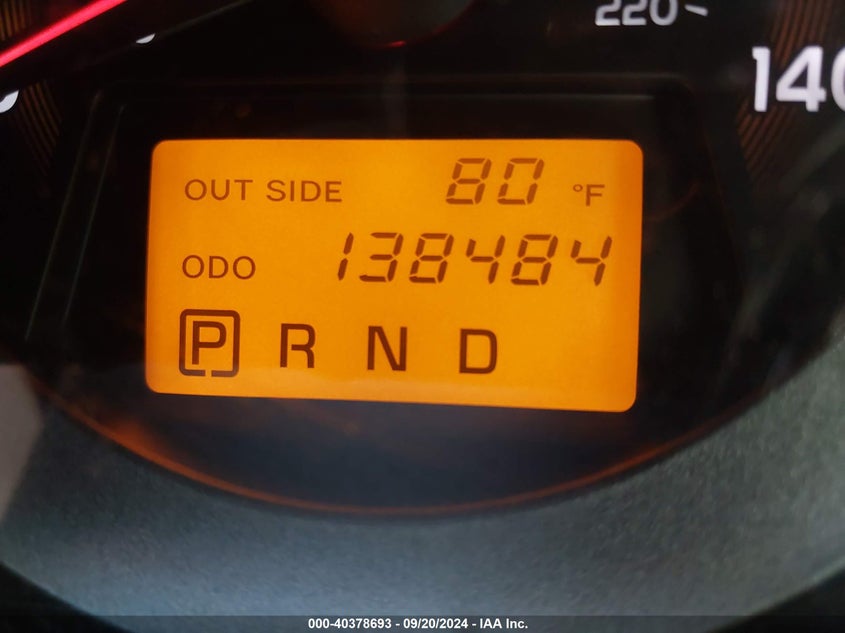 220
140
OUT SIDE 80 °F
ODO 138484
P R N D
000-40378693 - 09/20/2024 - IAA Inc.